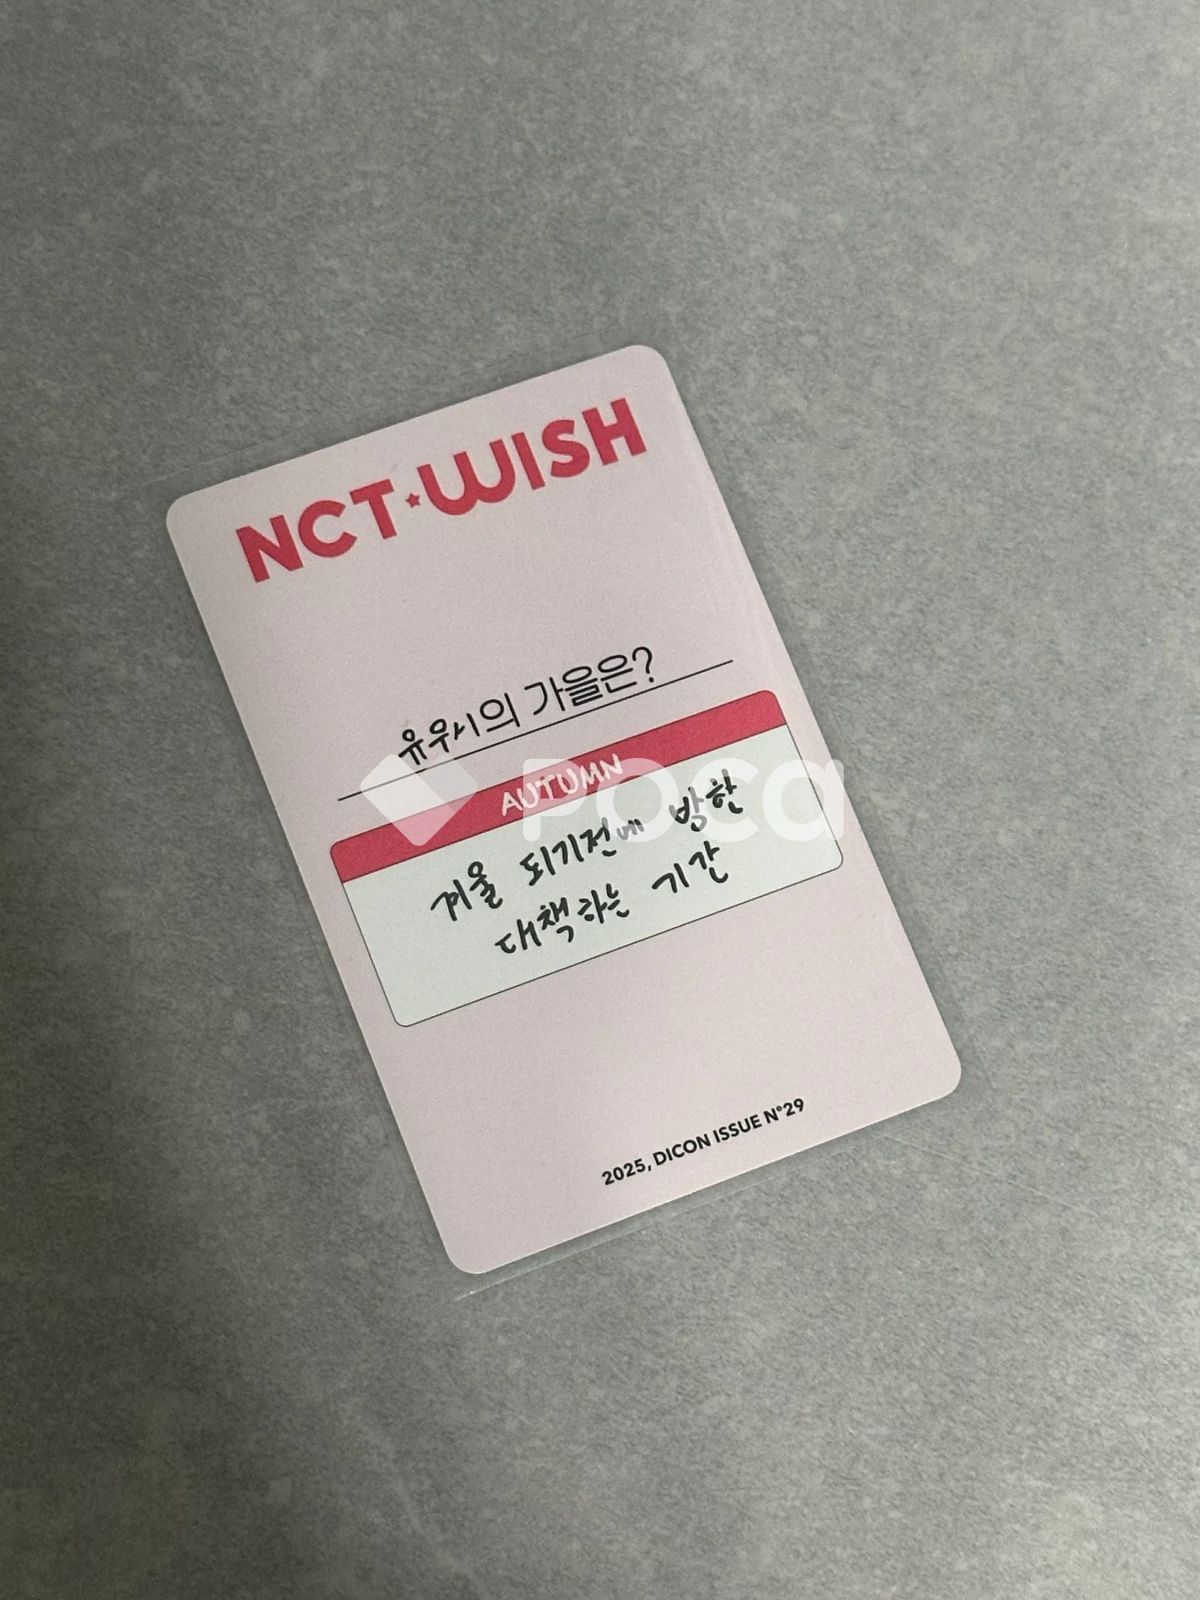 NCT WISH
유우시의 가을은?
AUTUMN
겨울 되기전에 방한
대책하는 기간
2025, DICON ISSUE N°29
poca